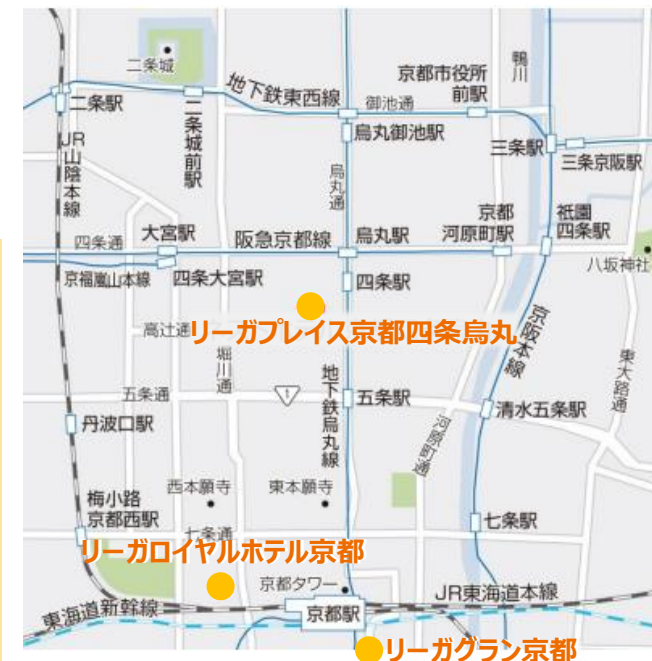 二条城
地下鉄東西線
京都市役所
前駅
鴨川
二条駅
二条城前駅
御池通
烏丸御池駅
三条駅
三条京阪駅
JR山陰本線
烏丸通
四条通
大宮駅
阪急京都線
烏丸駅
京都
河原町駅
祇園
四条駅
京福嵐山本線
四条大宮駅
四条駅
八坂神社
リーガプレイス京都四条烏丸
高辻通
堀川通
京阪本線
東大路通
五条通
1
地下鉄烏丸線
五条駅
清水五条駅
丹波口駅
河原町通
梅小路
京都西駅
西本願寺
東本願寺
七条通
七条駅
リーガロイヤルホテル京都
京都タワー
JR東海道本線
東海道新幹線
京都駅
リーガグラン京都